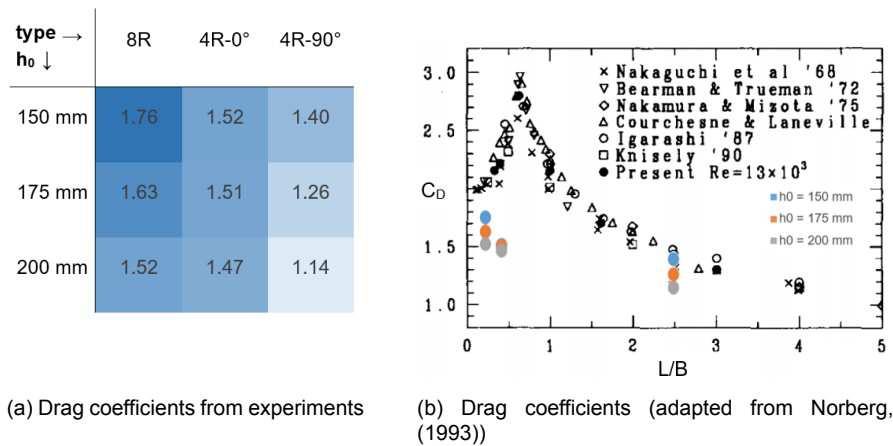 type →
h₀ ↓
8R
4R-0°
4R-90°
150 mm
1.76
1.52
1.40
175 mm
1.63
1.51
1.26
200 mm
1.52
1.47
1.14
(a) Drag coefficients from experiments
3.0
2.5
2.0
1.5
1.0
C_D
× Nakaguchi et al '68
▽ Bearman & Trueman '72
◇ Nakamura & Mizota '75
△ Courchesne & Laneville
○ Igarashi '87
□ Knisely '90
● Present Re=13×10³
h0 = 150 mm
h0 = 175 mm
h0 = 200 mm
0 1 2 3 4 5
L/B
(b) Drag coefficients (adapted from Norberg,
(1993))